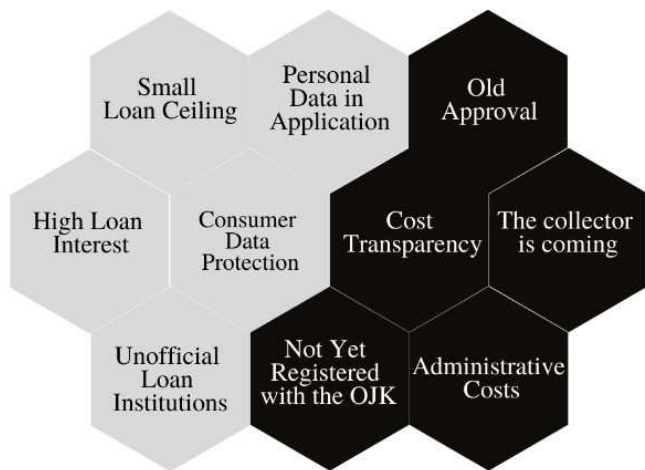 Small
Loan Ceiling
Personal
Data in
Application
Old
Approval
High Loan
Interest
Consumer
Data
Protection
Cost
Transparency
The collector
is coming
Unofficial
Loan
Institutions
Not Yet
Registered
with the OJK
Administrative
Costs